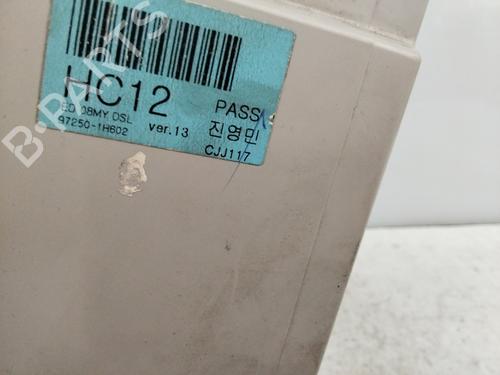 HC12 PASS
ED 08MY DSL
97250-1H602 ver.13 진영민
CJJ117
B-PARTS